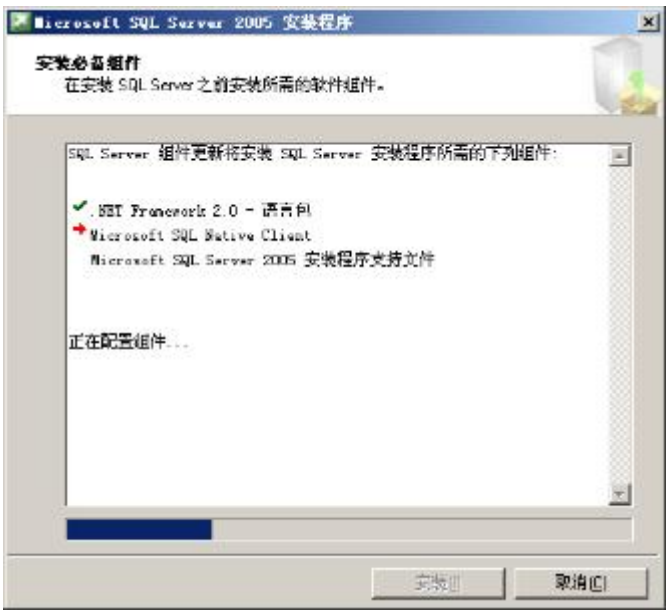 Microsoft SQL Server 2005 安装程序
安装必备组件
在安装 SQL Server 之前安装所需的软件组件。
SQL Server 组件更新将安装 SQL Server 安装程序所需的下列组件:
.NET Framework 2.0 - 语言包
Microsoft SQL Native Client
Microsoft SQL Server 2005 安装程序支持文件
正在配置组件...
安装(I)
取消(C)